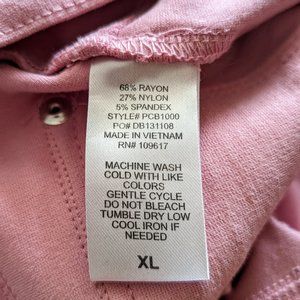 68% RAYON
27% NYLON
5% SPANDEX
STYLE# PCB1000
PO# DB131108
MADE IN VIETNAM
RN# 109617
MACHINE WASH
COLD WITH LIKE
COLORS
GENTLE CYCLE
DO NOT BLEACH
TUMBLE DRY LOW
COOL IRON IF
NEEDED
XL